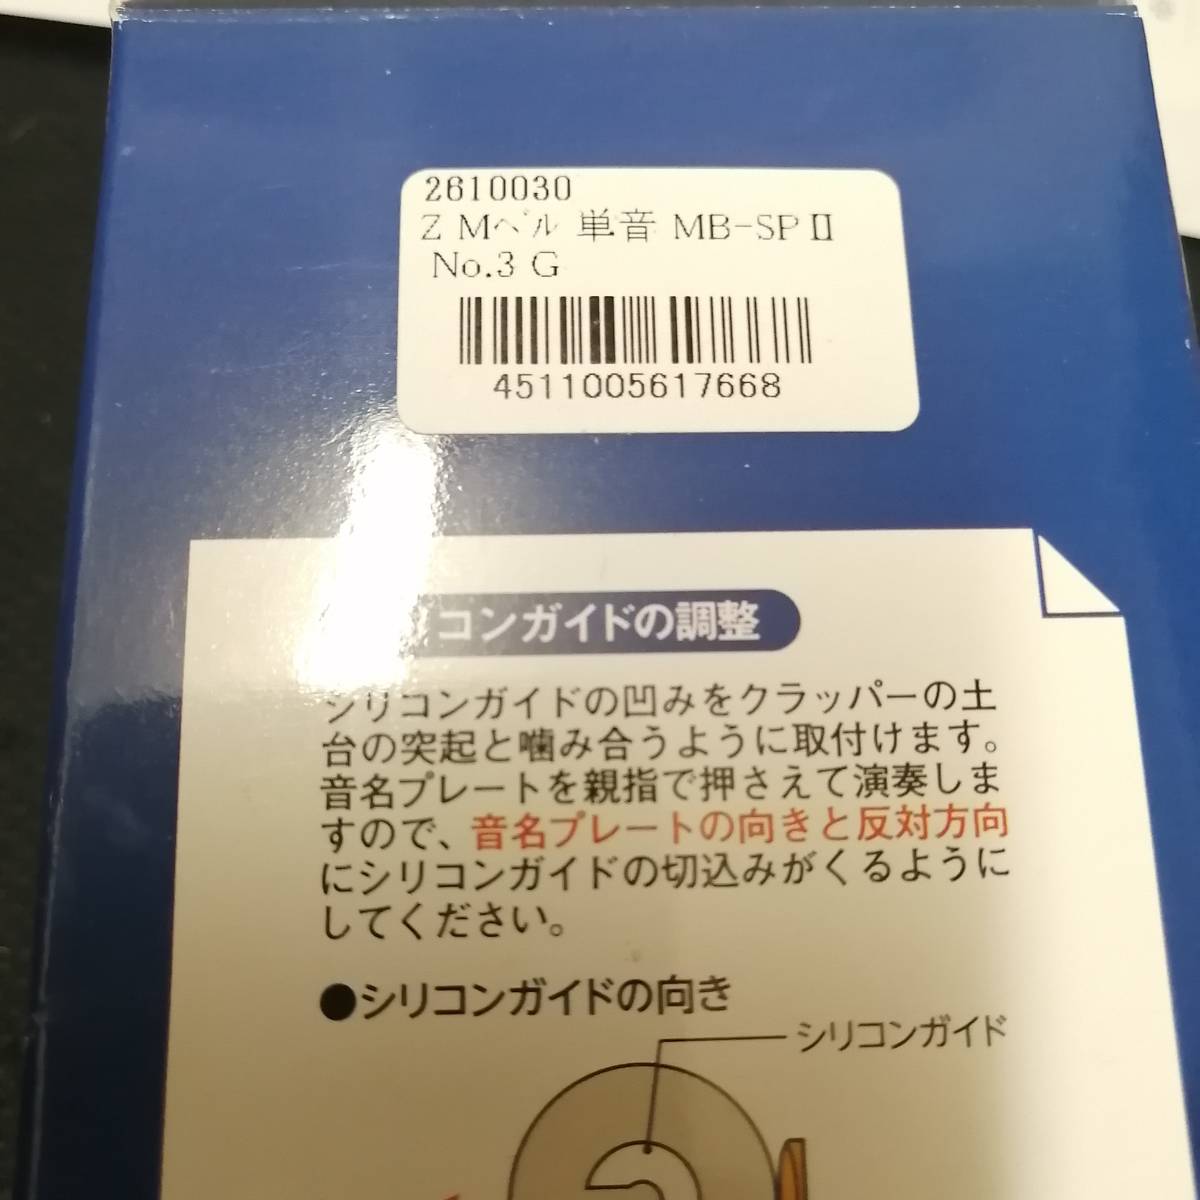 2610030
Z Mベル 単音 MB-SPⅡ
No.3 G
4511005617668
コンガイドの調整
シリコンガイドの凹みをクラッパーの土
台の突起と噛み合うように取付けます。
音名プレートを親指で押さえて演奏しま
すので、音名プレートの向きと反対方向
にシリコンガイドの切込みがくるように
してください。
●シリコンガイドの向き
シリコンガイド